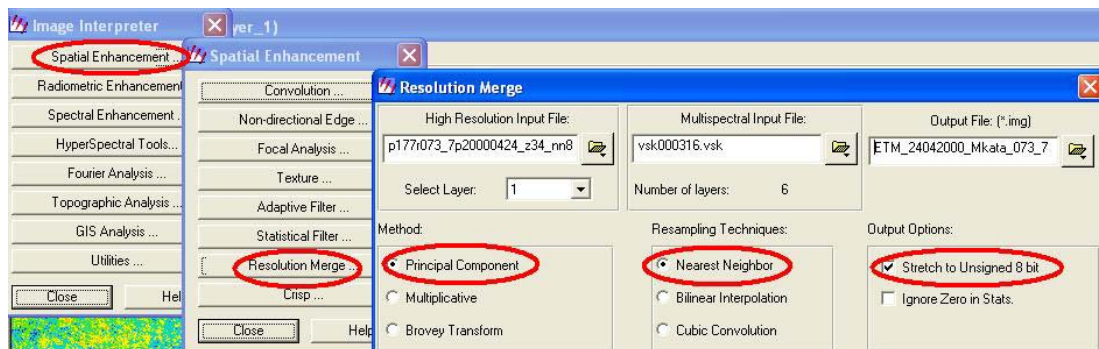 Image Interpreter
yer_1)
Spatial Enhancement ...
Radiometric Enhancement
Spectral Enhancement .
HyperSpectral Tools...
Fourier Analysis ...
Topographic Analysis ...
GIS Analysis ...
Utilities ...
Close Hel
Spatial Enhancement
Convolution ...
Non-directional Edge ...
Focal Analysis ...
Texture ...
Adaptive Filter ...
Statistical Filter ...
Resolution Merge ...
Crisp ...
Close Help
Resolution Merge
High Resolution Input File:
p177r073_7p20000424_z34_nn8
Select Layer: 1
Multispectral Input File:
vsk000316.vsk
Number of layers: 6
Output File: (*.img)
ETM_24042000_Mkata_073_7
Method:
Principal Component
Multiplicative
Brovey Transform
Resampling Techniques:
Nearest Neighbor
Bilinear Interpolation
Cubic Convolution
Output Options:
Stretch to Unsigned 8 bit
Ignore Zero in Stats.